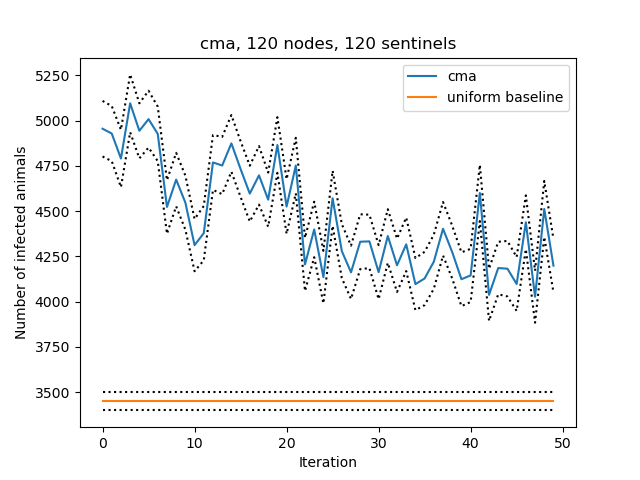 cma, 120 nodes, 120 sentinels
cma
uniform baseline
Number of infected animals
5250
5000
4750
4500
4250
4000
3750
3500
0 10 20 30 40 50
Iteration